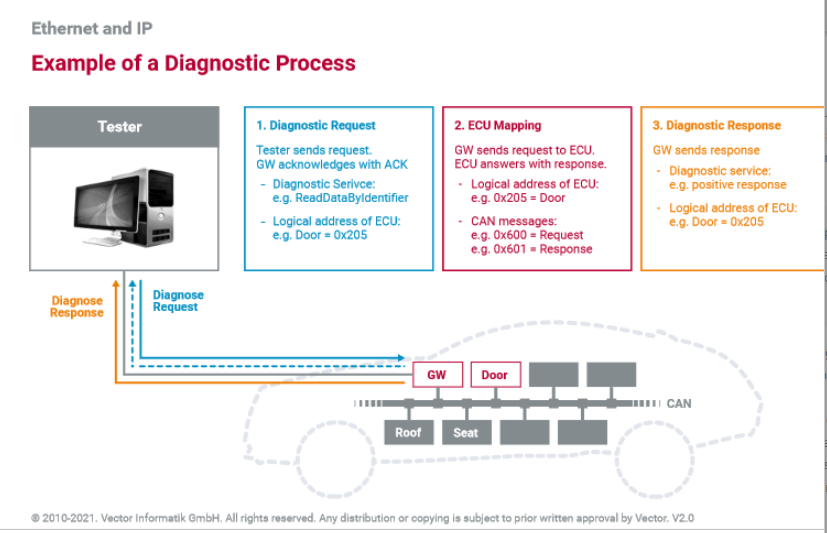 Ethernet and IP
Example of a Diagnostic Process
Tester
1. Diagnostic Request
Tester sends request.
GW acknowledges with ACK
- Diagnostic Serivce:
e.g. ReadDataByIdentifier
- Logical address of ECU:
e.g. Door = 0x205
2. ECU Mapping
GW sends request to ECU.
ECU answers with response.
- Logical address of ECU:
e.g. 0x205 = Door
- CAN messages:
e.g. 0x600 = Request
e.g. 0x601 = Response
3. Diagnostic Response
GW sends response
- Diagnostic service:
e.g. positive response
- Logical address of ECU:
e.g. Door = 0x205
Diagnose
Response
Diagnose
Request
GW
Door
CAN
Roof
Seat
© 2010-2021. Vector Informatik GmbH. All rights reserved. Any distribution or copying is subject to prior written approval by Vector. V2.0